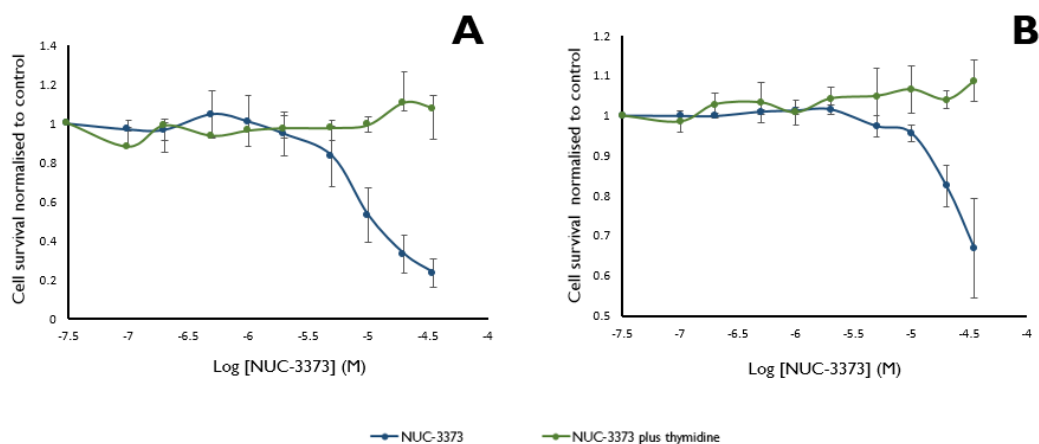 A
Cell survival normalised to control
1.4
1.2
1
0.8
0.6
0.4
0.2
0
-7.5 -7 -6.5 -6 -5.5 -5 -4.5 -4
Log [NUC-3373] (M)
B
Cell survival normalised to control
1.2
1.1
1
0.9
0.8
0.7
0.6
0.5
-7.5 -7 -6.5 -6 -5.5 -5 -4.5 -4
Log [NUC-3373] (M)
NUC-3373 NUC-3373 plus thymidine